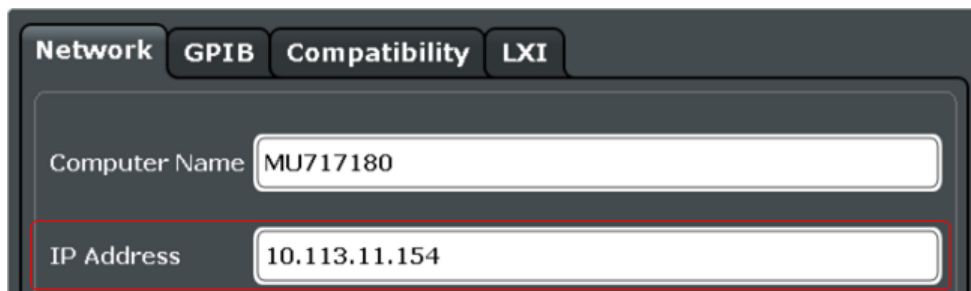 Network GPIB Compatibility LXI
Computer Name MU717180
IP Address 10.113.11.154